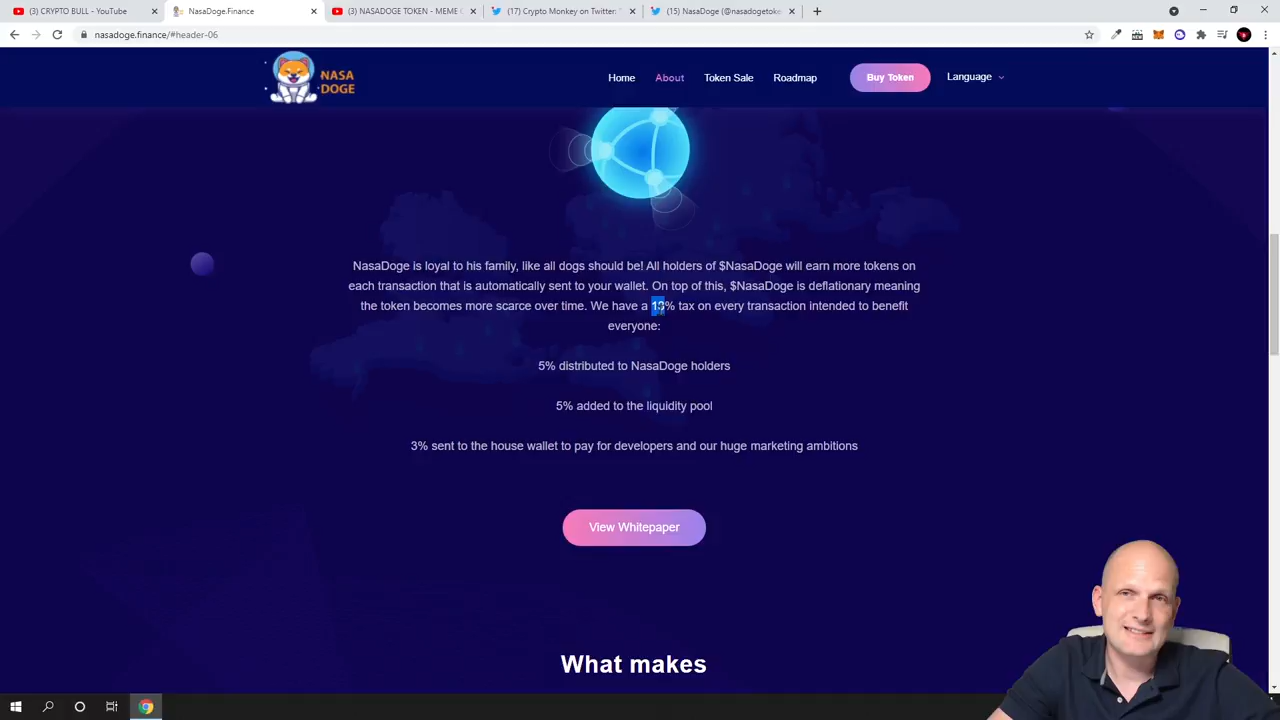 (3) CRYPTO BULL - YouTube
NasaDoge.Finance
(3) NASADOGE TOKEN - MEME C
(17) Crypto Monkey on Twitter: "
(15) NasaDoge (@nasadogetoke
nasadoge.finance/#header-06
NASA
DOGE
Home
About
Token Sale
Roadmap
Buy Token
Language
NasaDoge is loyal to his family, like all dogs should be! All holders of $NasaDoge will earn more tokens on
each transaction that is automatically sent to your wallet. On top of this, $NasaDoge is deflationary meaning
the token becomes more scarce over time. We have a 13% tax on every transaction intended to benefit
everyone:
5% distributed to NasaDoge holders
5% added to the liquidity pool
3% sent to the house wallet to pay for developers and our huge marketing ambitions
View Whitepaper
What makes